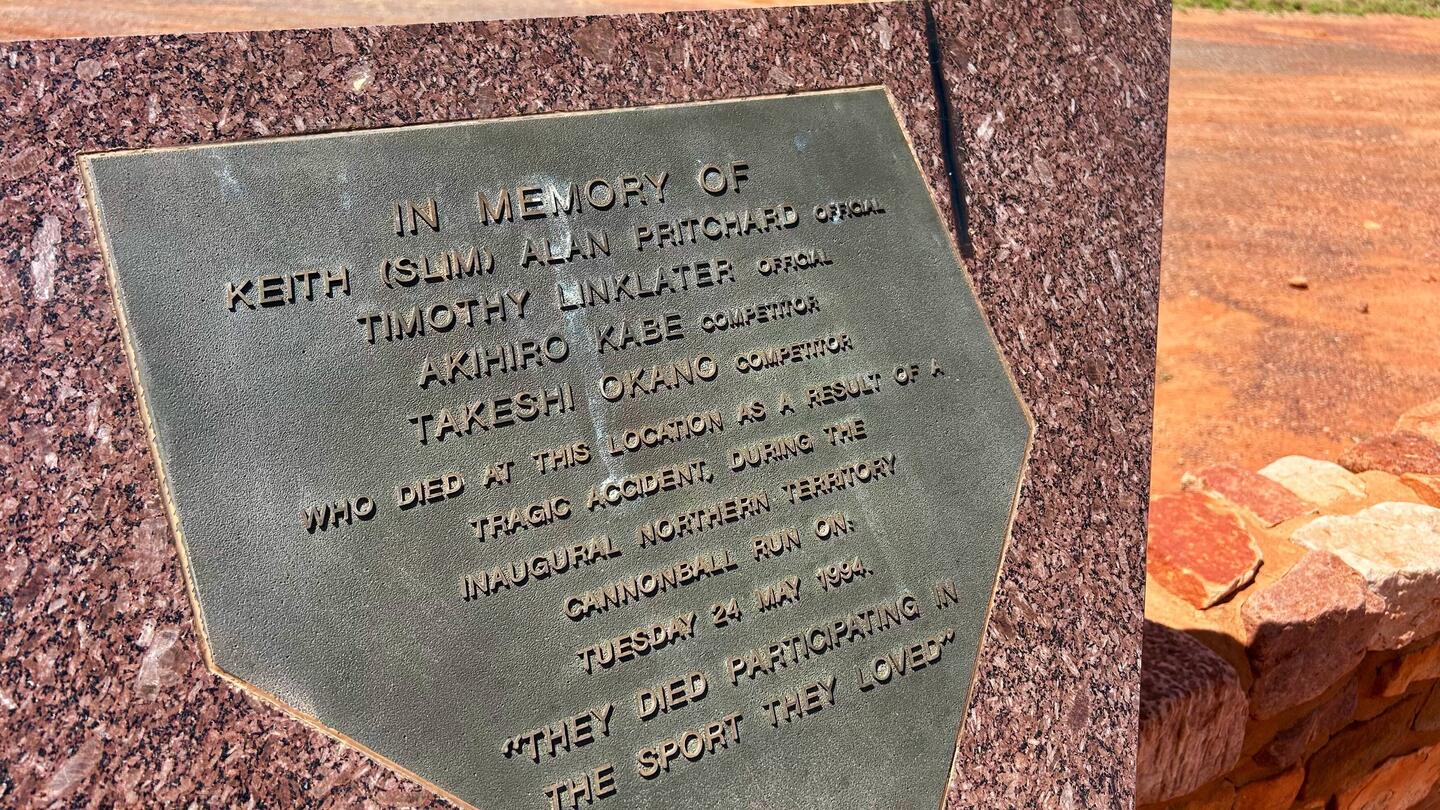 IN MEMORY OF
KEITH (SLIM) ALAN PRITCHARD OFFICIAL
TIMOTHY LINKLATER OFFICIAL
AKIHIRO KABE COMPETITOR
TAKESHI OKANO COMPETITOR
WHO DIED AT THIS LOCATION AS A RESULT OF A
TRAGIC ACCIDENT, DURING THE
INAUGURAL NORTHERN TERRITORY
CANNONBALL RUN ON:
TUESDAY 24 MAY 1994.
"THEY DIED PARTICIPATING IN
THE SPORT THEY LOVED"